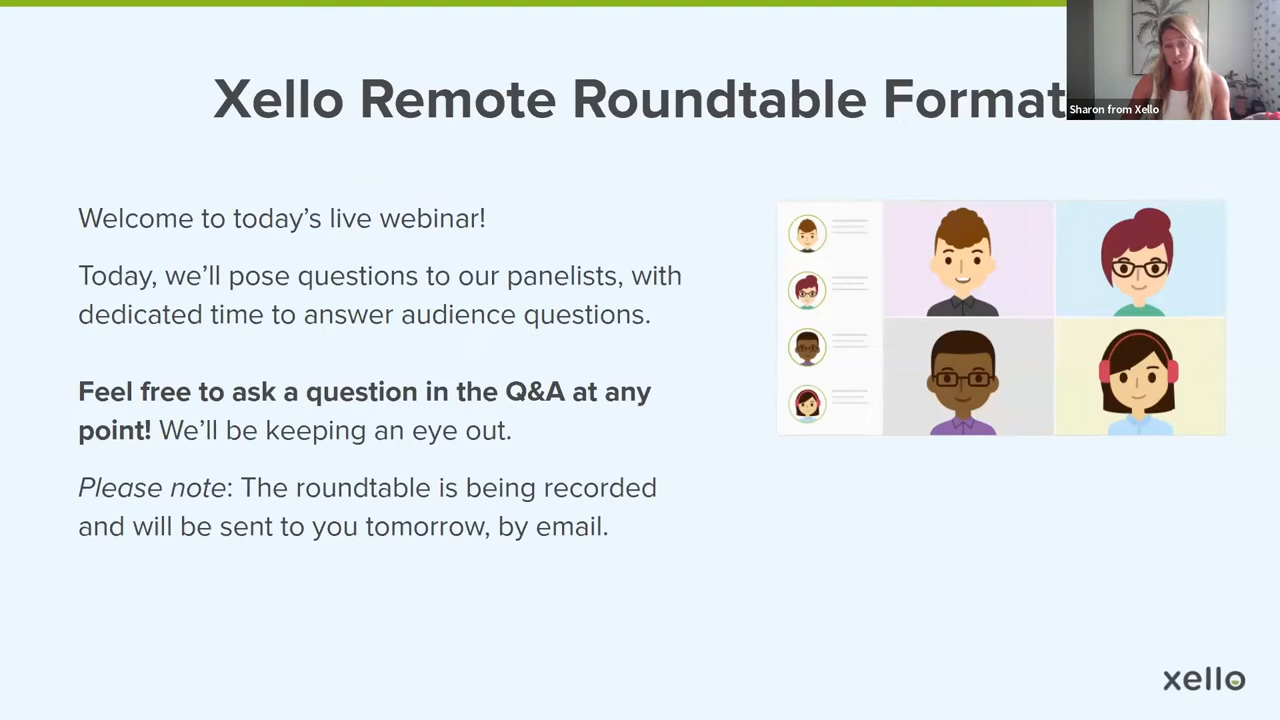 Xello Remote Roundtable Format
Sharon from Xello
Welcome to today’s live webinar!
Today, we’ll pose questions to our panelists, with
dedicated time to answer audience questions.
Feel free to ask a question in the Q&A at any
point! We’ll be keeping an eye out.
Please note: The roundtable is being recorded
and will be sent to you tomorrow, by email.
xello